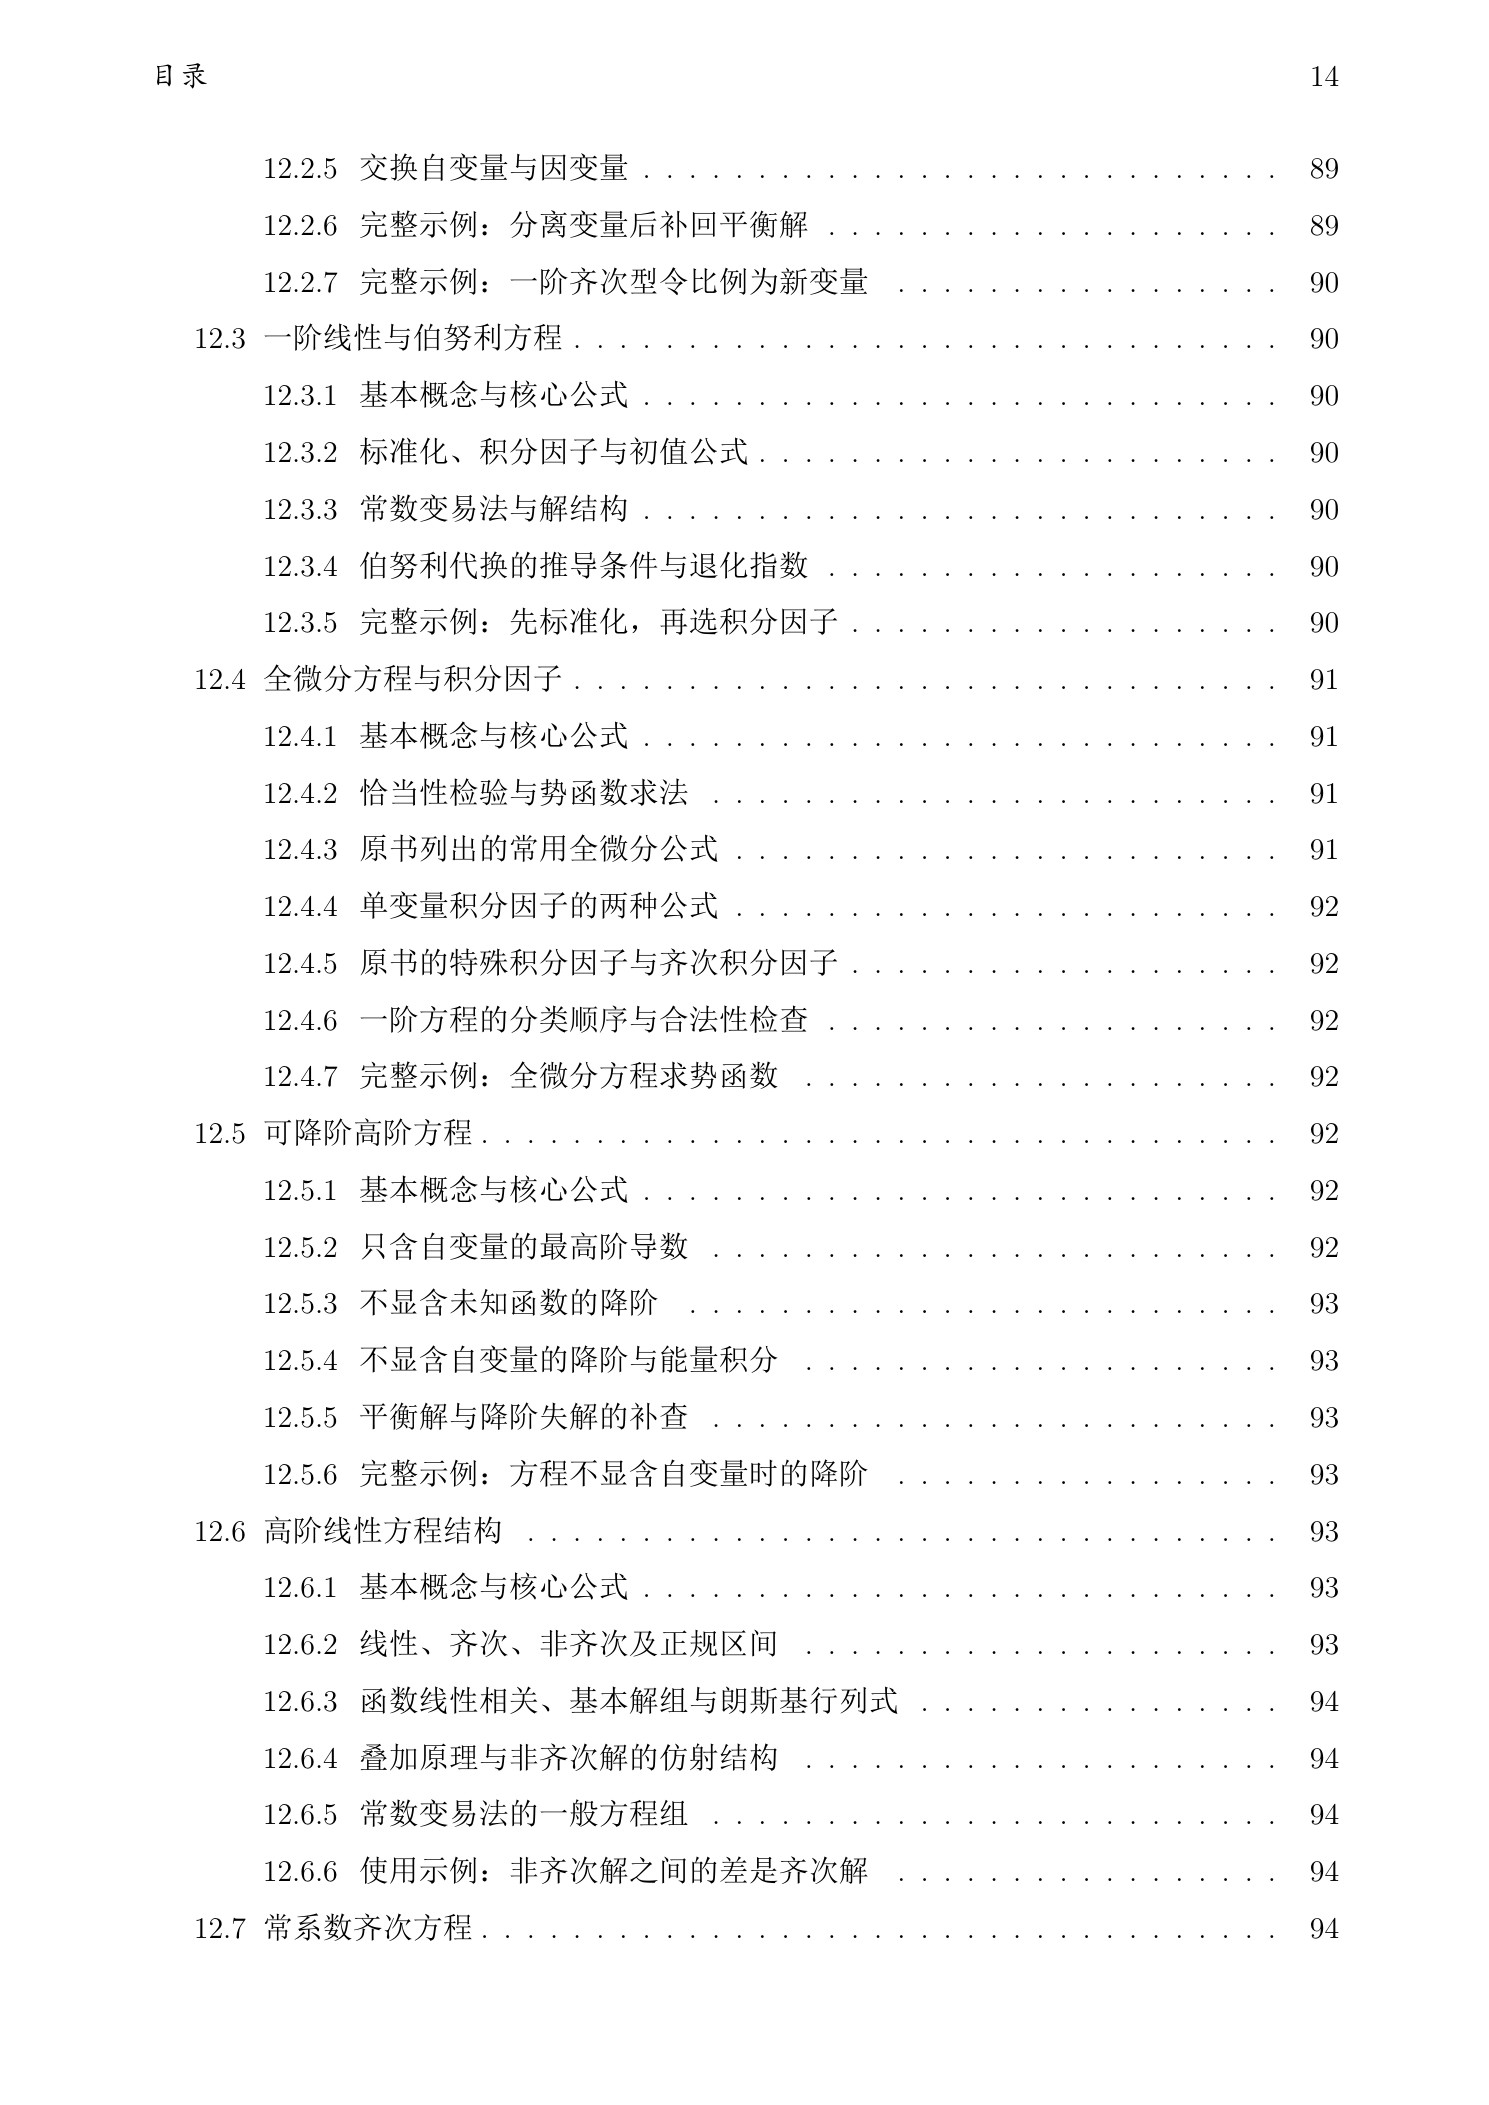 目录 14
12.2.5 交换自变量与因变量 . . . . . . . . . . . . . . . . . . . . . . . . . . . . 89
12.2.6 完整示例：分离变量后补回平衡解 . . . . . . . . . . . . . . . . . . . . 89
12.2.7 完整示例：一阶齐次型令比例为新变量 . . . . . . . . . . . . . . . . . 90
12.3 一阶线性与伯努利方程 . . . . . . . . . . . . . . . . . . . . . . . . . . . . . . . 90
12.3.1 基本概念与核心公式 . . . . . . . . . . . . . . . . . . . . . . . . . . . . 90
12.3.2 标准化、积分因子与初值公式 . . . . . . . . . . . . . . . . . . . . . . . 90
12.3.3 常数变易法与解结构 . . . . . . . . . . . . . . . . . . . . . . . . . . . . 90
12.3.4 伯努利代换的推导条件与退化指数 . . . . . . . . . . . . . . . . . . . . 90
12.3.5 完整示例：先标准化，再选积分因子 . . . . . . . . . . . . . . . . . . . 90
12.4 全微分方程与积分因子 . . . . . . . . . . . . . . . . . . . . . . . . . . . . . . . 91
12.4.1 基本概念与核心公式 . . . . . . . . . . . . . . . . . . . . . . . . . . . . 91
12.4.2 恰当性检验与势函数求法 . . . . . . . . . . . . . . . . . . . . . . . . . 91
12.4.3 原书列出的常用全微分公式 . . . . . . . . . . . . . . . . . . . . . . . . 91
12.4.4 单变量积分因子的两种公式 . . . . . . . . . . . . . . . . . . . . . . . . 92
12.4.5 原书的特殊积分因子与齐次积分因子 . . . . . . . . . . . . . . . . . . . 92
12.4.6 一阶方程的分类顺序与合法性检查 . . . . . . . . . . . . . . . . . . . . 92
12.4.7 完整示例：全微分方程求势函数 . . . . . . . . . . . . . . . . . . . . . 92
12.5 可降阶高阶方程 . . . . . . . . . . . . . . . . . . . . . . . . . . . . . . . . . . . 92
12.5.1 基本概念与核心公式 . . . . . . . . . . . . . . . . . . . . . . . . . . . . 92
12.5.2 只含自变量的最高阶导数 . . . . . . . . . . . . . . . . . . . . . . . . . 92
12.5.3 不显含未知函数的降阶 . . . . . . . . . . . . . . . . . . . . . . . . . . 93
12.5.4 不显含自变量的降阶与能量积分 . . . . . . . . . . . . . . . . . . . . . 93
12.5.5 平衡解与降阶失解的补查 . . . . . . . . . . . . . . . . . . . . . . . . . 93
12.5.6 完整示例：方程不显含自变量时的降阶 . . . . . . . . . . . . . . . . . 93
12.6 高阶线性方程结构 . . . . . . . . . . . . . . . . . . . . . . . . . . . . . . . . . 93
12.6.1 基本概念与核心公式 . . . . . . . . . . . . . . . . . . . . . . . . . . . . 93
12.6.2 线性、齐次、非齐次及正规区间 . . . . . . . . . . . . . . . . . . . . . 93
12.6.3 函数线性相关、基本解组与朗斯基行列式 . . . . . . . . . . . . . . . . 94
12.6.4 叠加原理与非齐次解的仿射结构 . . . . . . . . . . . . . . . . . . . . . 94
12.6.5 常数变易法的一般方程组 . . . . . . . . . . . . . . . . . . . . . . . . . 94
12.6.6 使用示例：非齐次解之间的差是齐次解 . . . . . . . . . . . . . . . . . 94
12.7 常系数齐次方程 . . . . . . . . . . . . . . . . . . . . . . . . . . . . . . . . . . . 94